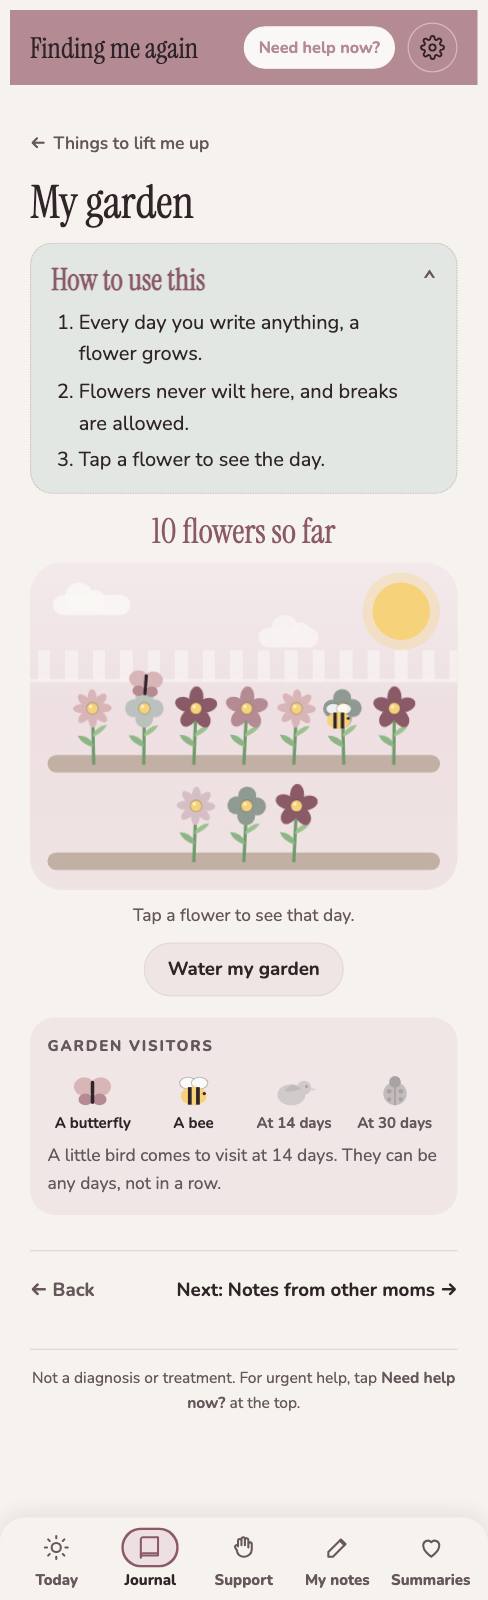 Finding me again
Need help now?
← Things to lift me up
My garden
How to use this
1. Every day you write anything, a
flower grows.
2. Flowers never wilt here, and breaks
are allowed.
3. Tap a flower to see the day.
10 flowers so far
Tap a flower to see that day.
Water my garden
GARDEN VISITORS
A butterfly
A bee
At 14 days
At 30 days
A little bird comes to visit at 14 days. They can be
any days, not in a row.
← Back
Next: Notes from other moms →
Not a diagnosis or treatment. For urgent help, tap Need help
now? at the top.
Today
Journal
Support
My notes
Summaries